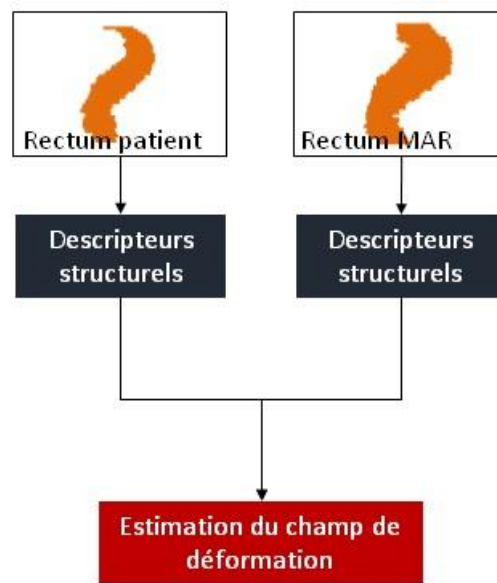 Rectum patient
Rectum MAR
Descripteurs
structurels
Descripteurs
structurels
Estimation du champ de
déformation